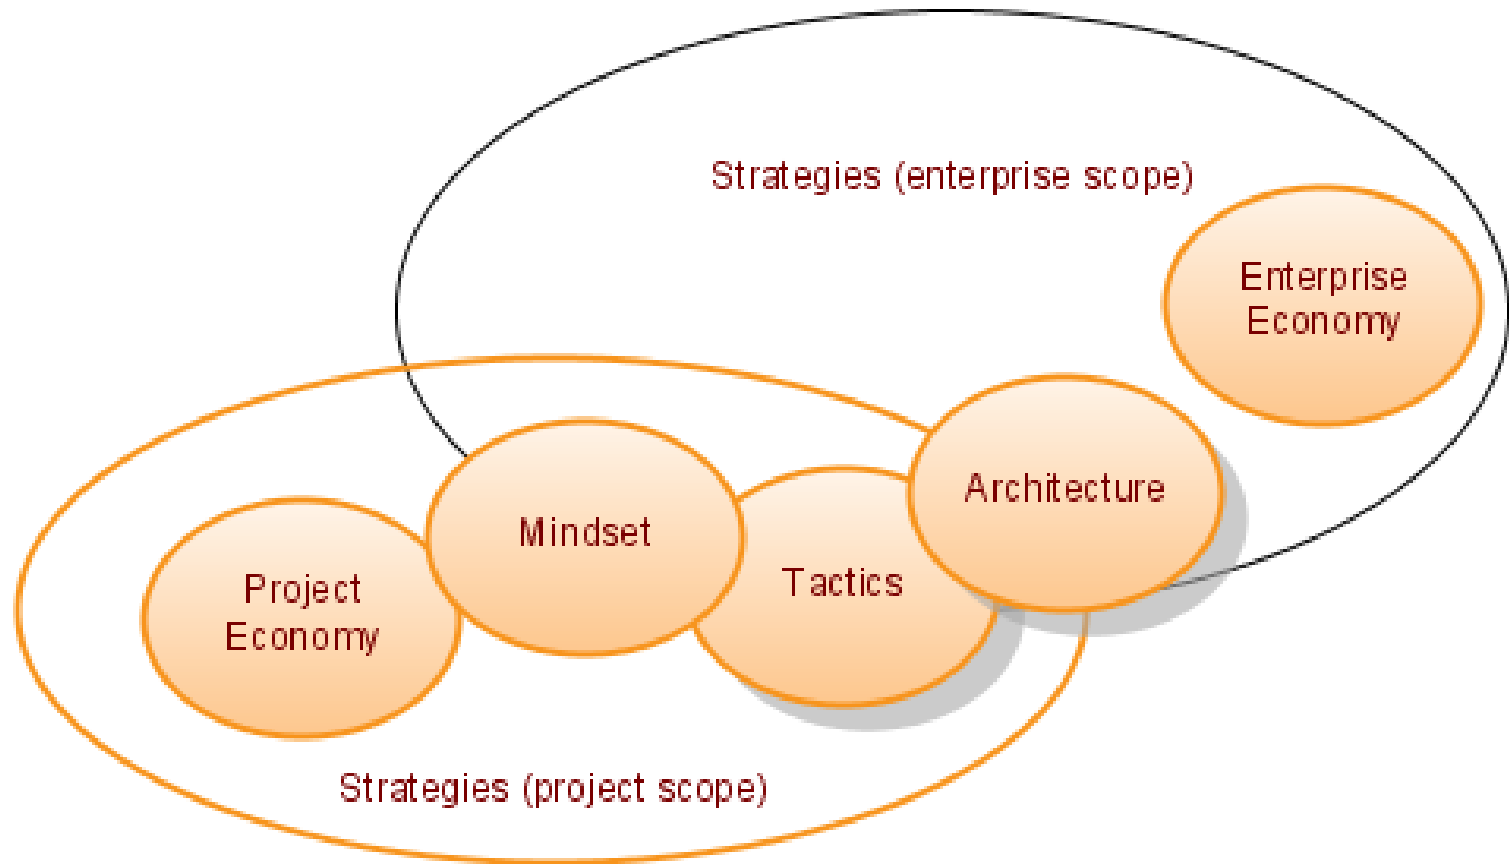 Strategies (enterprise scope)
Enterprise
Economy
Architecture
Mindset
Tactics
Project
Economy
Strategies (project scope)